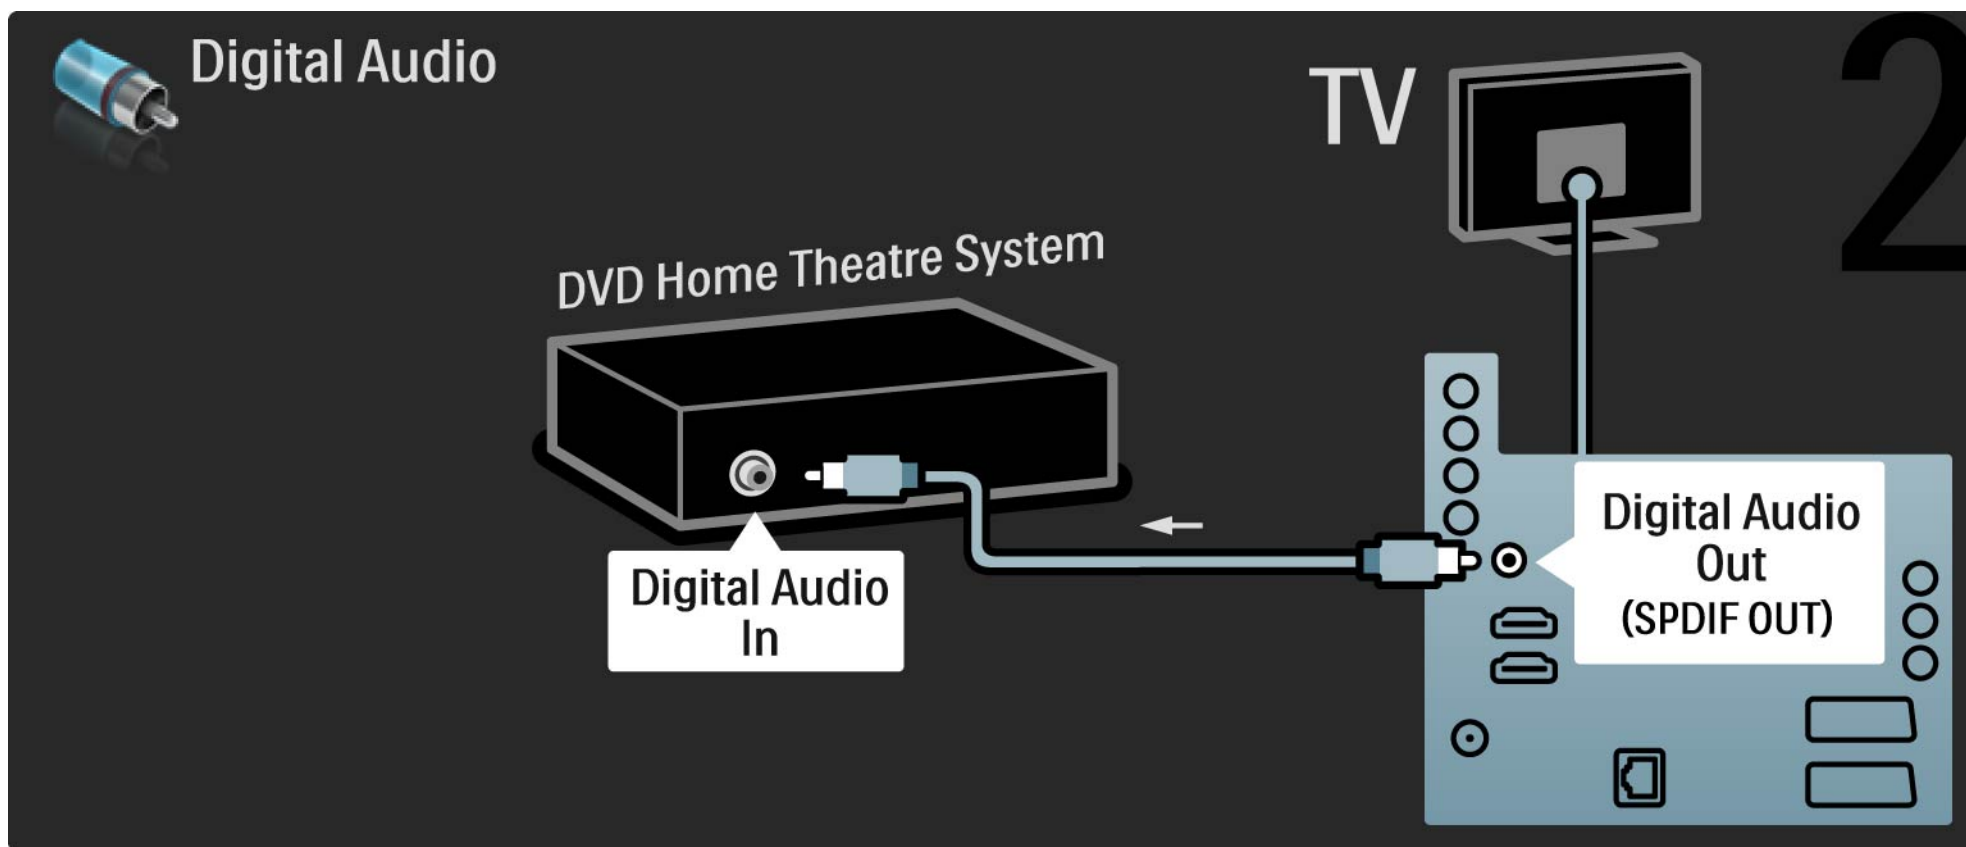 Digital Audio
TV
2
DVD Home Theatre System
Digital Audio
In
Digital Audio
Out
(SPDIF OUT)